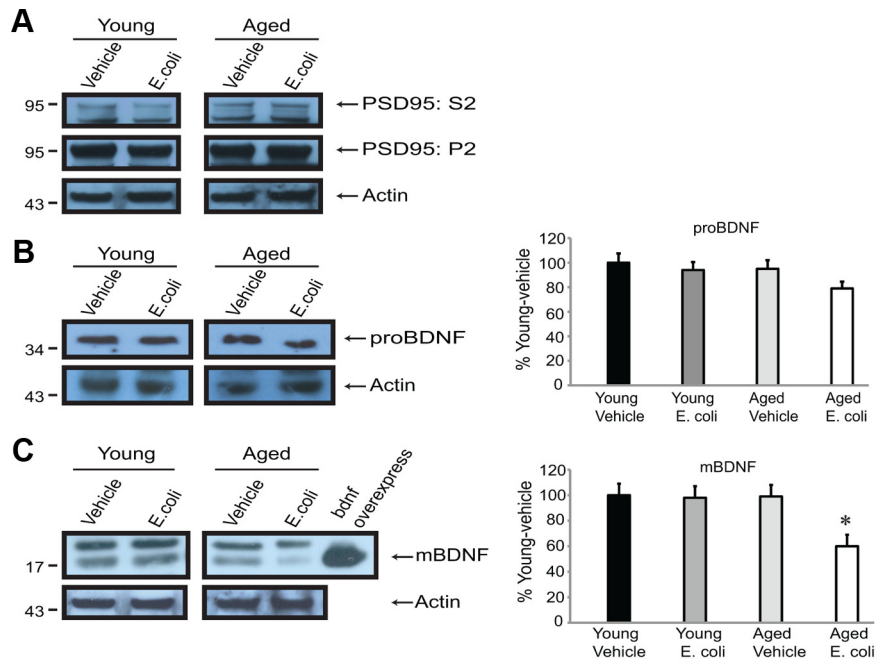 A
Young
Aged
Vehicle
E.coli
Vehicle
E.coli
95
PSD95: S2
95
PSD95: P2
43
Actin
B
Young
Aged
Vehicle
E.coli
Vehicle
E.coli
34
proBDNF
43
Actin
proBDNF
% Young-vehicle
120
100
80
60
40
20
0
Young Vehicle
Young E. coli
Aged Vehicle
Aged E. coli
C
Young
Aged
Vehicle
E.coli
Vehicle
E.coli
bdnf
overexpress
17
mBDNF
43
Actin
mBDNF
% Young-vehicle
120
100
80
60
40
20
0
*
Young Vehicle
Young E. coli
Aged Vehicle
Aged E. coli